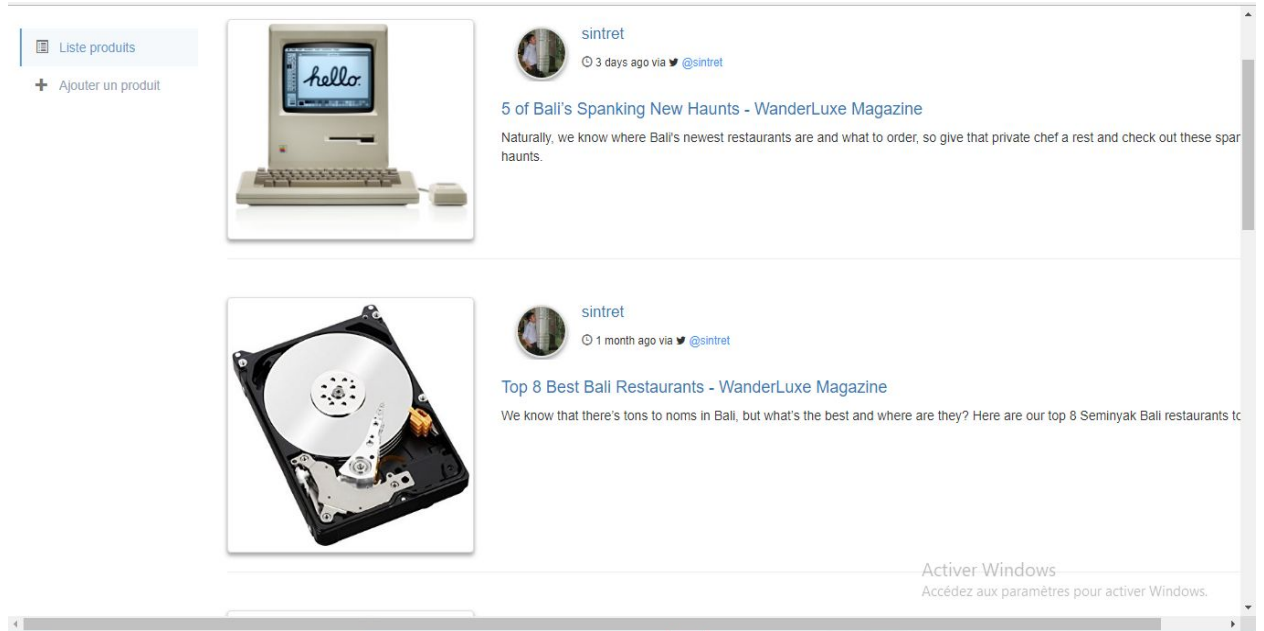 Liste produits
Ajouter un produit
hello.
sintret
3 days ago via @sintret
5 of Bali's Spanking New Haunts - WanderLuxe Magazine
Naturally, we know where Bali's newest restaurants are and what to order, so give that private chef a rest and check out these spar
haunts.
sintret
1 month ago via @sintret
Top 8 Best Bali Restaurants - WanderLuxe Magazine
We know that there's tons to noms in Bali, but what's the best and where are they? Here are our top 8 Seminyak Bali restaurants to
Activer Windows
Accédez aux paramètres pour activer Windows.